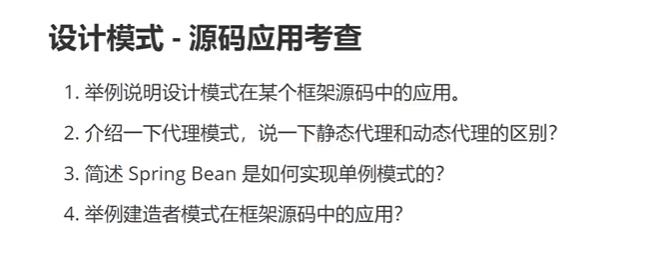 设计模式 - 源码应用考查
1. 举例说明设计模式在某个框架源码中的应用。
2. 介绍一下代理模式，说一下静态代理和动态代理的区别？
3. 简述 Spring Bean 是如何实现单例模式的？
4. 举例建造者模式在框架源码中的应用？